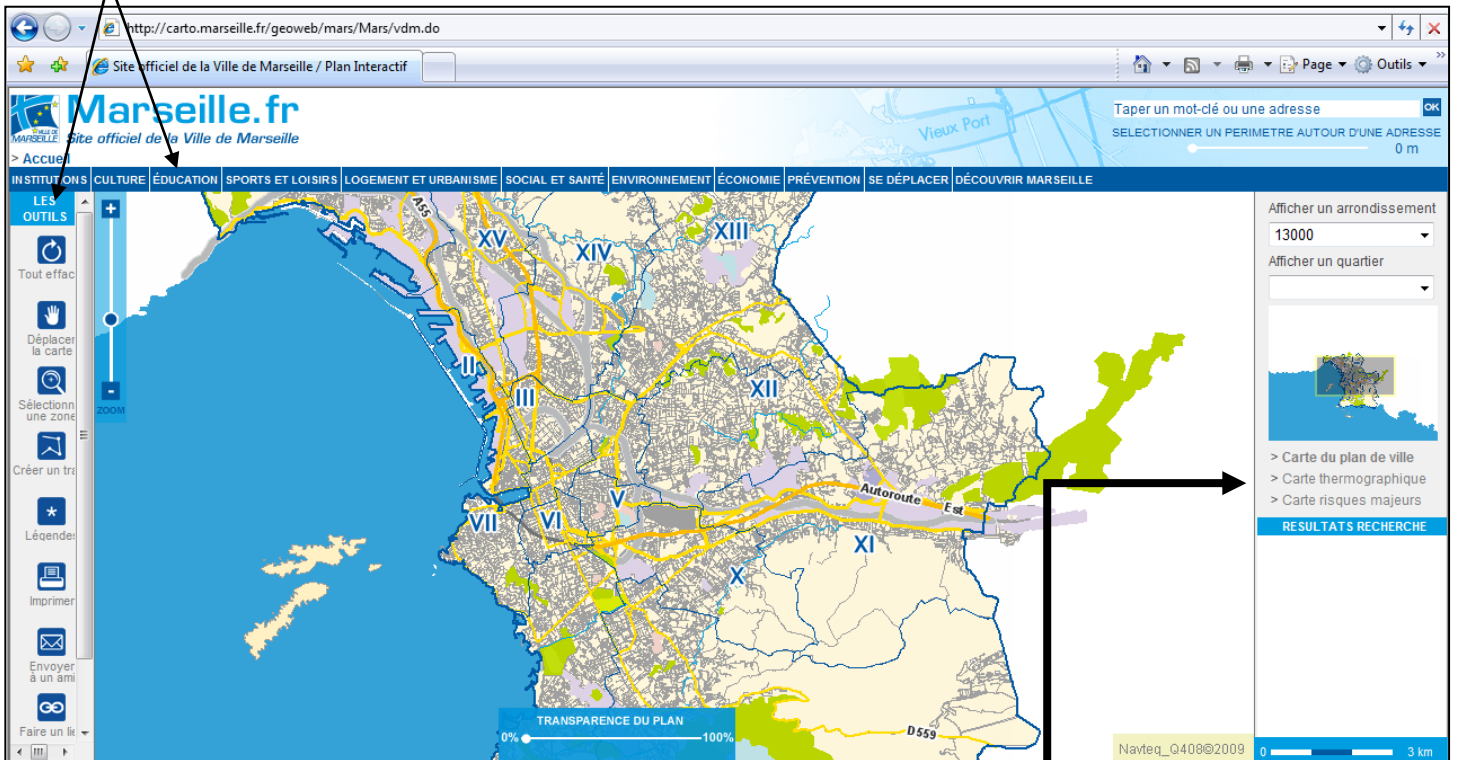 http://carto.marseille.fr/geoweb/mars/Mars/vdm.do
Site officiel de la Ville de Marseille / Plan Interactif
Page
Outils
VILLE DE
MARSEILLE
Marseille.fr
Site officiel de la Ville de Marseille
Vieux Port
Taper un mot-clé ou une adresse
OK
SELECTIONNER UN PERIMETRE AUTOUR D'UNE ADRESSE
0 m
> Accueil
INSTITUTIONS CULTURE ÉDUCATION SPORTS ET LOISIRS LOGEMENT ET URBANISME SOCIAL ET SANTÉ ENVIRONNEMENT ÉCONOMIE PRÉVENTION SE DÉPLACER DÉCOUVRIR MARSEILLE
LES
OUTILS
Tout effac
Déplacer
la carte
Sélectionn
une zone
Créer un tra
Légendes
Imprimer
Envoyer
à un ami
Faire un lie
+
-
ZOOM
A55
XV
XIV
XIII
II
III
XII
Autoroute Est
V
VII
VI
XI
X
D559
TRANSPARENCE DU PLAN
0%
100%
Navteq_Q408©2009
Afficher un arrondissement
13000
Afficher un quartier
> Carte du plan de ville
> Carte thermographique
> Carte risques majeurs
RESULTATS RECHERCHE
0
3 km